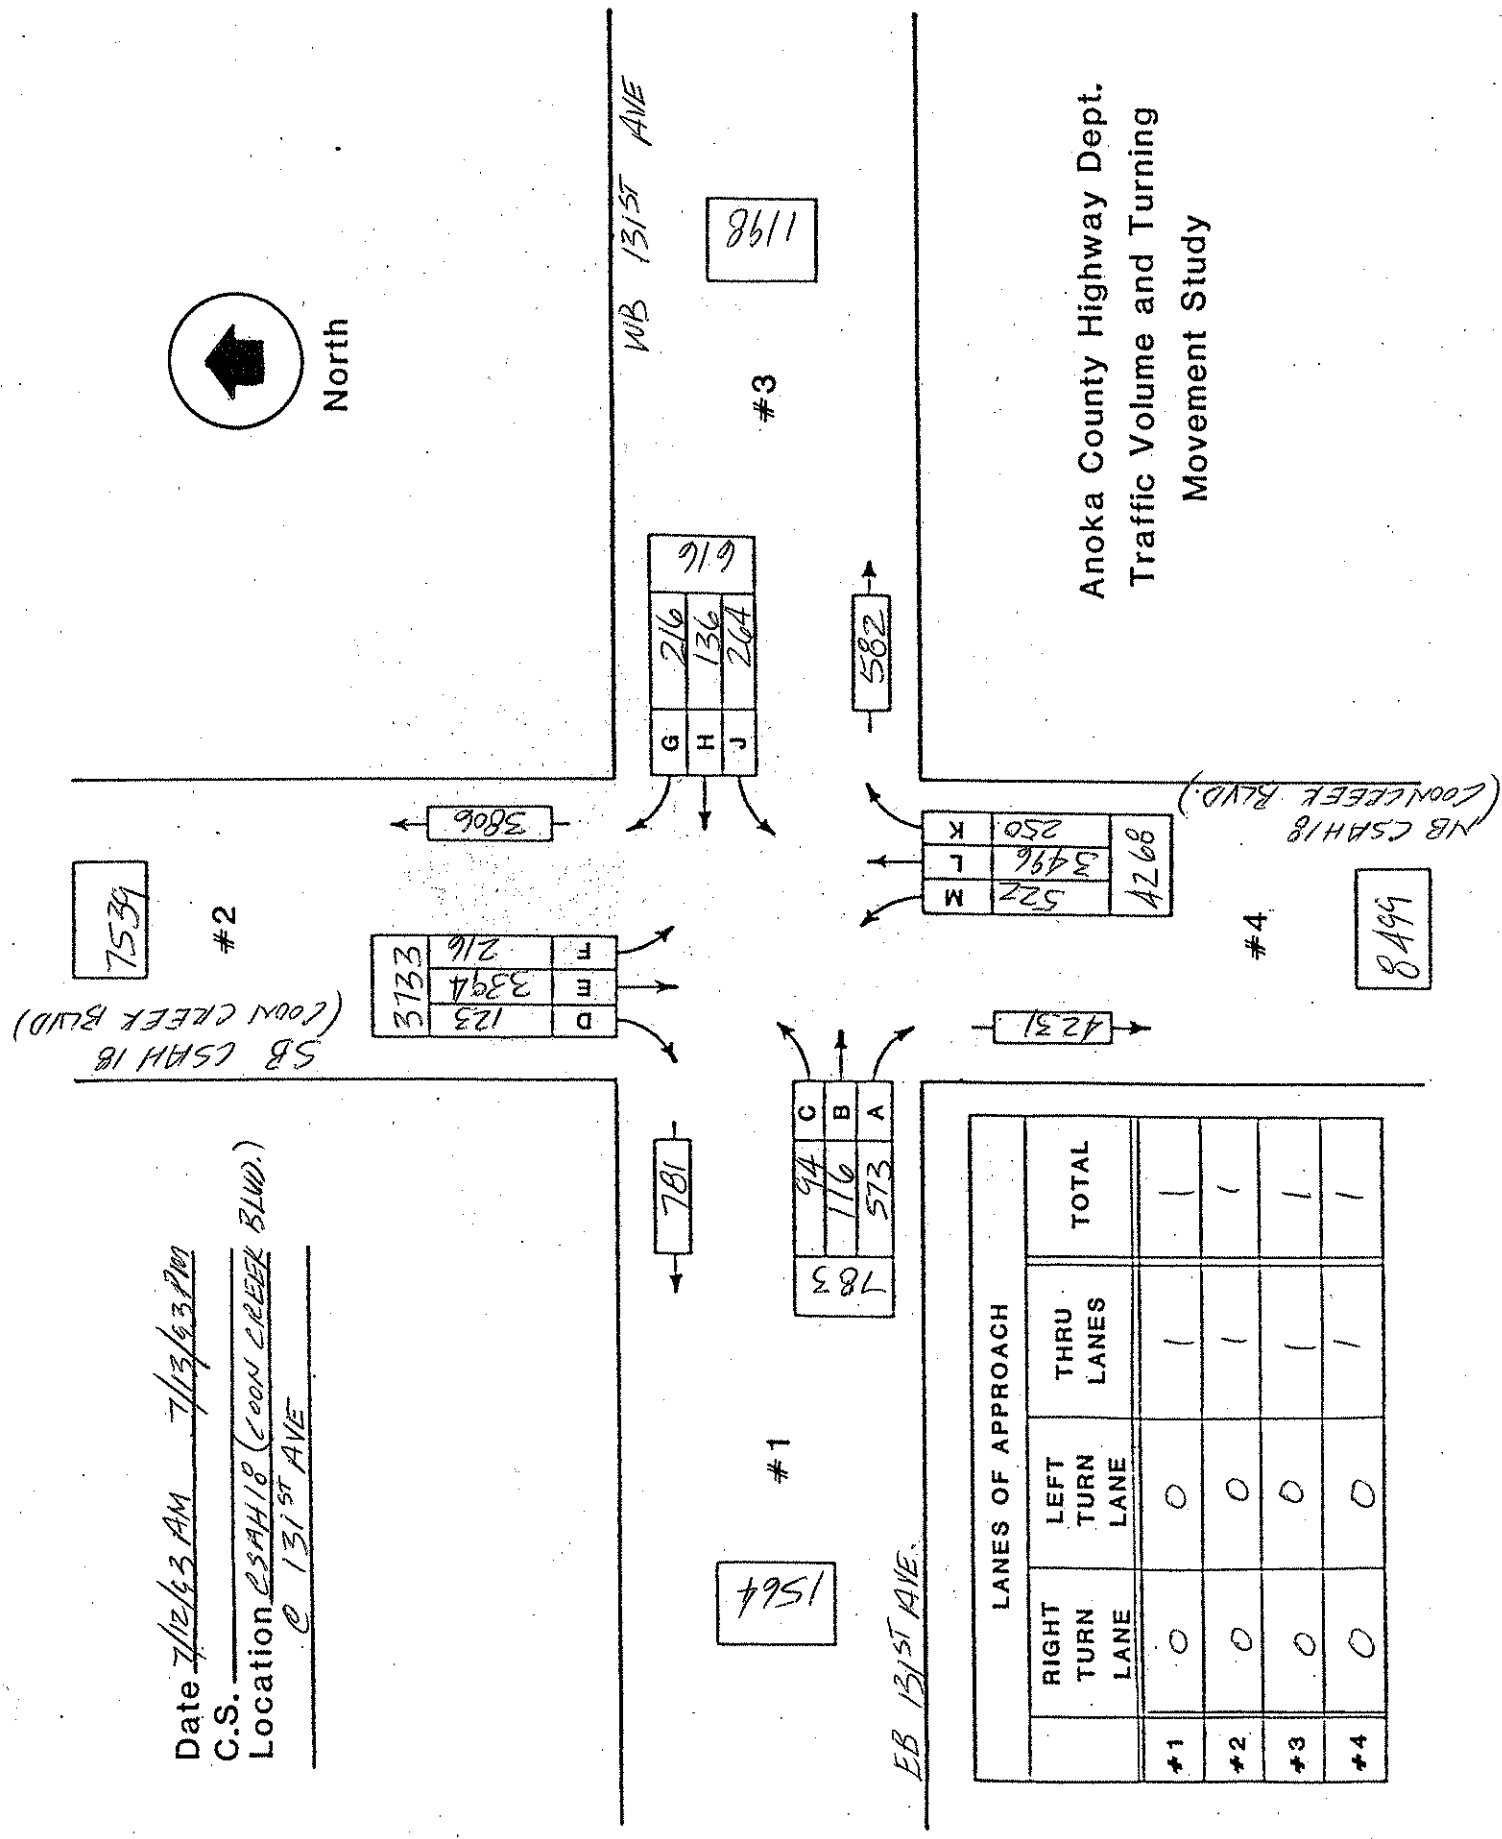 Date 7/12/93 AM 7/13/93 PM
C.S.
Location CSAH 18 (COON CREEK BLVD.)
@ 131ST AVE
North
SB CSAH 18
(COON CREEK BLVD)
#2
7539
3733
123 3394 216
D E F
3806
WB 131ST AVE
#3
1198
G 216
H 136
J 264
616
582
781
EB 131ST AVE.
#1
1564
783
94 C
116 B
573 A
M L K
522 3496 250
4268
4231
#4
8499
NB CSAH 18
(COON CREEK BLVD.)
LANES OF APPROACH
RIGHT TURN LANE LEFT TURN LANE THRU LANES TOTAL
#1 0 0 1 1
#2 0 0 1 1
#3 0 0 1 1
#4 0 0 1 1
Anoka County Highway Dept.
Traffic Volume and Turning
Movement Study